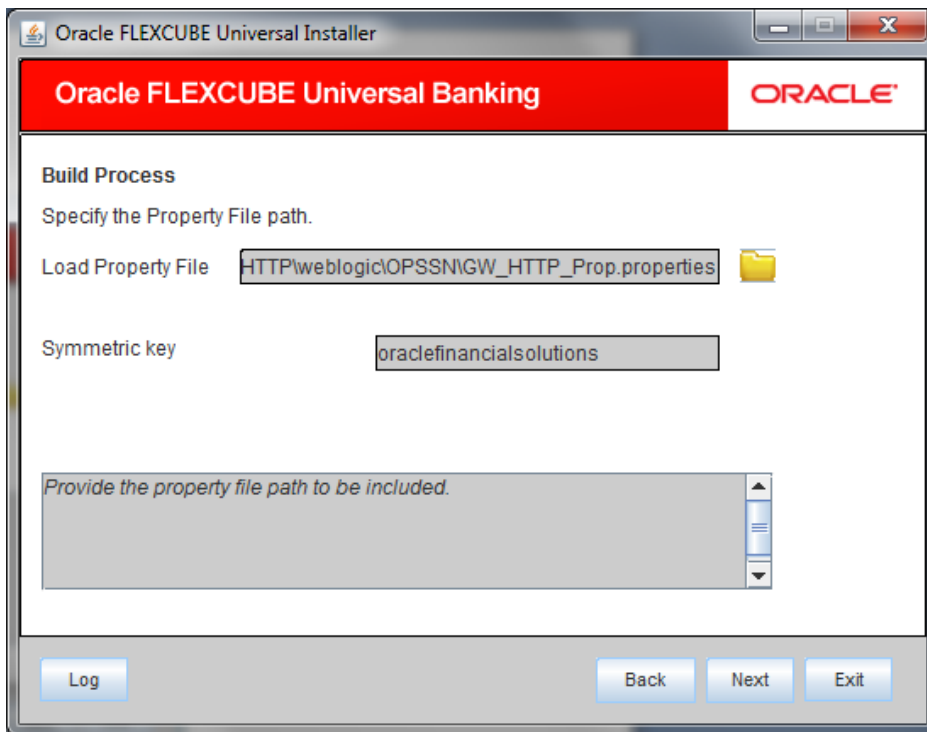 Oracle FLEXCUBE Universal Installer
Oracle FLEXCUBE Universal Banking
ORACLE
Build Process
Specify the Property File path.
Load Property File HTTP\weblogic\OPSSN\GW_HTTP_Prop.properties
Symmetric key oraclefinancialsolutions
Provide the property file path to be included.
Log Back Next Exit